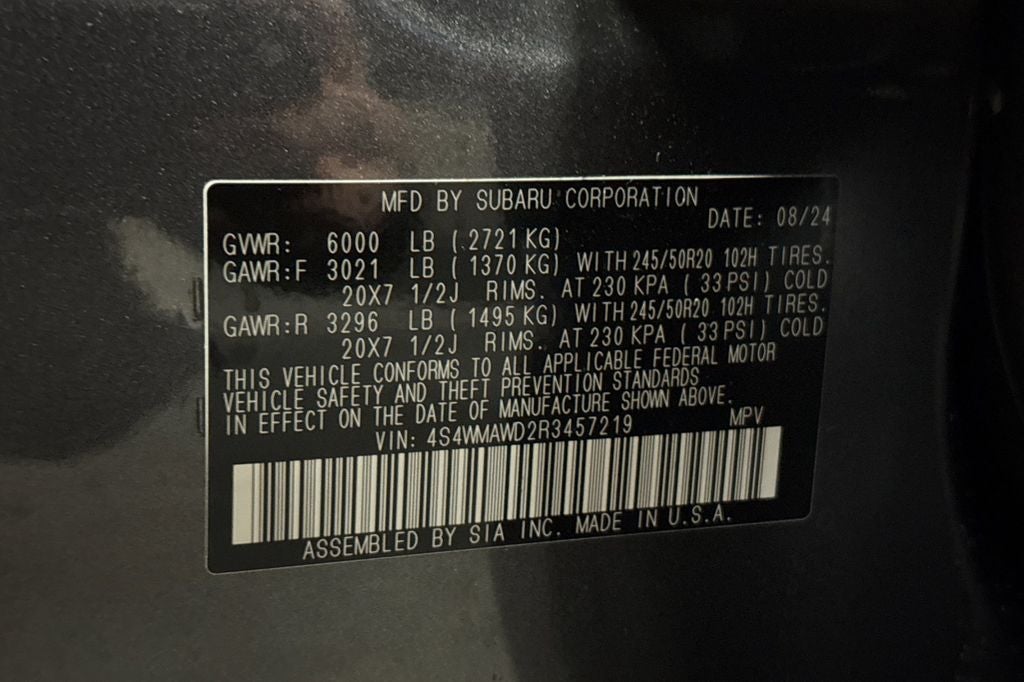 MFD BY SUBARU CORPORATION
DATE: 08/24
GVWR: 6000 LB (2721 KG)
GAWR:F 3021 LB (1370 KG) WITH 245/50R20 102H TIRES.
20X7 1/2J RIMS. AT 230 KPA (33 PSI) COLD
GAWR:R 3296 LB (1495 KG) WITH 245/50R20 102H TIRES.
20X7 1/2J RIMS. AT 230 KPA (33 PSI) COLD
THIS VEHICLE CONFORMS TO ALL APPLICABLE FEDERAL MOTOR
VEHICLE SAFETY AND THEFT PREVENTION STANDARDS
IN EFFECT ON THE DATE OF MANUFACTURE SHOWN ABOVE.
VIN: 4S4WMAWD2R3457219 MPV
ASSEMBLED BY SIA INC. MADE IN U.S.A.